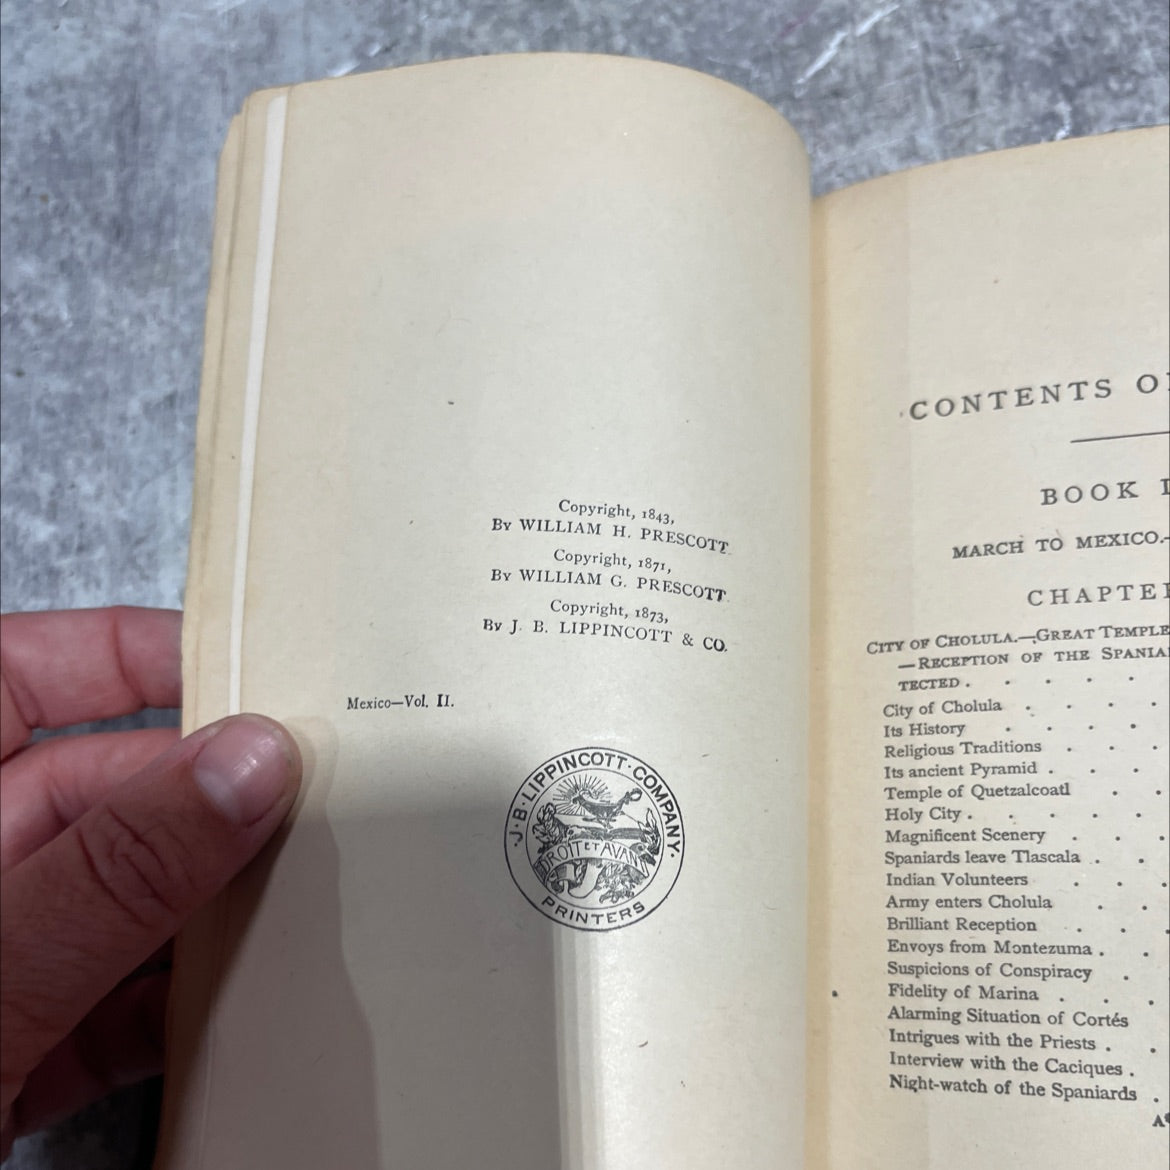 Copyright, 1843,
By WILLIAM H. PRESCOTT.
Copyright, 1871,
By WILLIAM G. PRESCOTT.
Copyright, 1873,
By J. B. LIPPINCOTT & CO.
Mexico—Vol. II.
·J·B·LIPPINCOTT·COMPANY·
DROIT ET AVANT
PRINTERS
CONTENTS
BOOK
MARCH TO MEXICO.—
CHAPTER
CITY OF CHOLULA.—GREAT TEMPLE
—RECEPTION OF THE
TECTED . . . . .
City of Cholula . . . .
Its History . . .
Religious Traditions . . .
Its ancient Pyramid . . .
Temple of Quetzalcoatl . .
Holy City . . . . .
Magnificent Scenery . .
Spaniards leave Tlascala . .
Indian Volunteers . . .
Army enters Cholula . .
Brilliant Reception . . .
Envoys from Montezuma . .
Suspicions of Conspiracy .
Fidelity of Marina . . .
Alarming Situation of Cortés
Intrigues with the Priests . .
Interview with the Caciques .
Night-watch of the Spaniards .